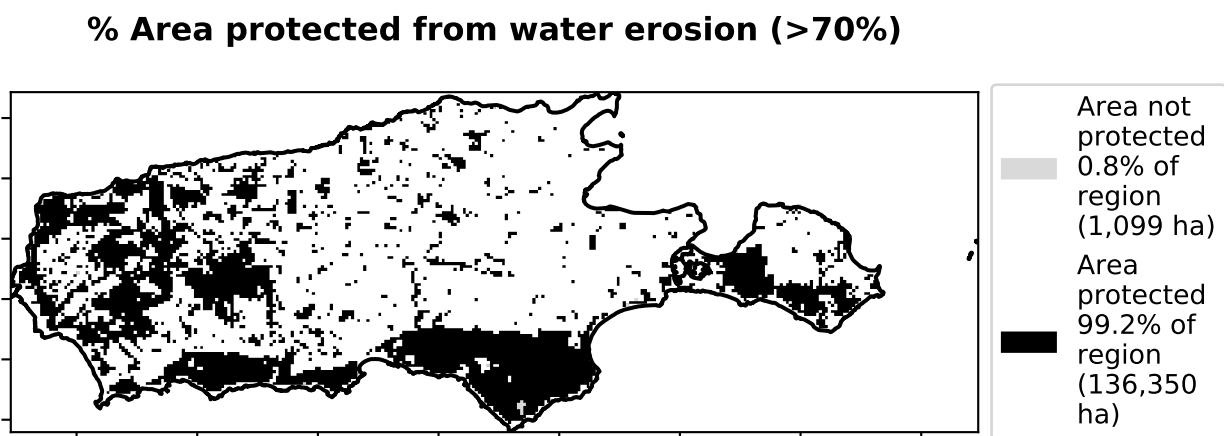 % Area protected from water erosion (>70%)
Area not
protected
0.8% of
region
(1,099 ha)
Area
protected
99.2% of
region
(136,350
ha)